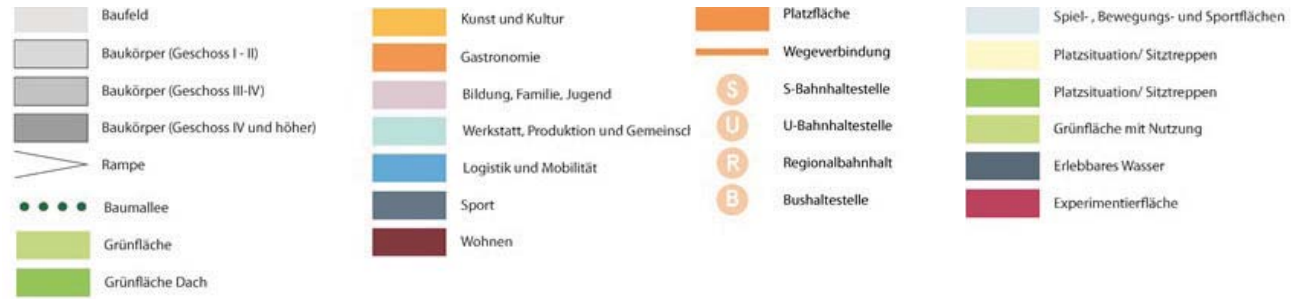 Baufeld
Baukörper (Geschoss I - II)
Baukörper (Geschoss III-IV)
Baukörper (Geschoss IV und höher)
Rampe
Baumallee
Grünfläche
Grünfläche Dach
Kunst und Kultur
Gastronomie
Bildung, Familie, Jugend
Werkstatt, Produktion und Gemeinsch
Logistik und Mobilität
Sport
Wohnen
Platzfläche
Wegeverbindung
S S-Bahnhaltestelle
U U-Bahnhaltestelle
R Regionalbahnhalt
B Bushaltestelle
Spiel-, Bewegungs- und Sportflächen
Platzsituation/ Sitztreppen
Platzsituation/ Sitztreppen
Grünfläche mit Nutzung
Erlebbares Wasser
Experimentierfläche